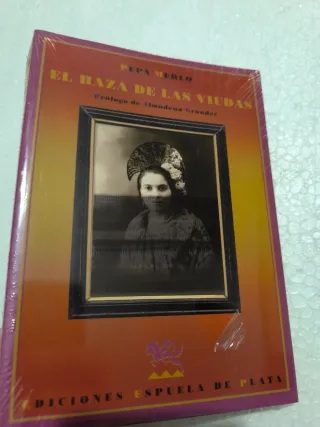 PEPA MERLO
EL HAZA DE LAS VIUDAS
Prólogo de Almudena Grandes
EDICIONES ESPUELA DE PLATA